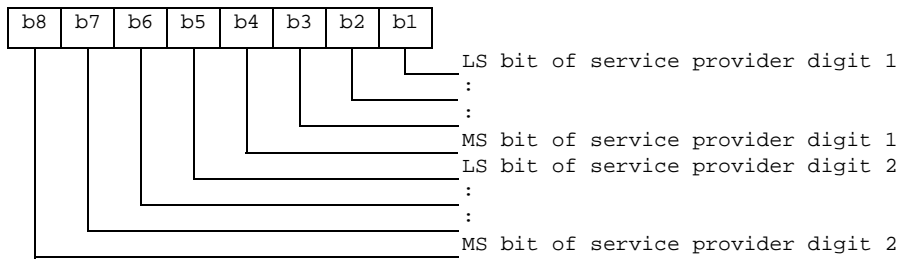 b8 b7 b6 b5 b4 b3 b2 b1
LS bit of service provider digit 1
:
:
MS bit of service provider digit 1
LS bit of service provider digit 2
:
:
MS bit of service provider digit 2